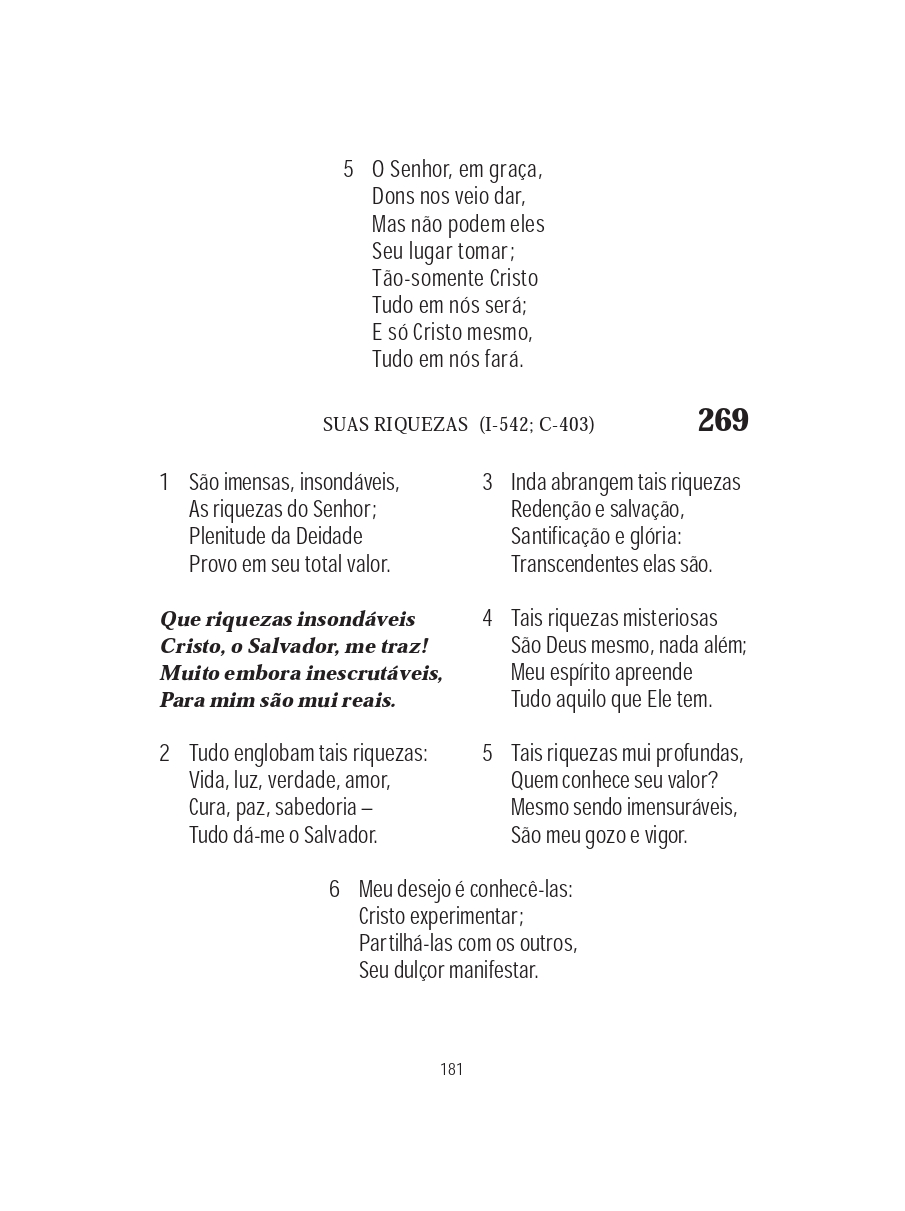 5 O Senhor, em graça,
Dons nos veio dar,
Mas não podem eles
Seu lugar tomar;
Tão-somente Cristo
Tudo em nós será;
E só Cristo mesmo,
Tudo em nós fará.
SUAS RIQUEZAS (I-542; C-403) 269
1 São imensas, insondáveis,
As riquezas do Senhor;
Plenitude da Deidade
Provo em seu total valor.
Que riquezas insondáveis
Cristo, o Salvador, me traz!
Muito embora inescrutáveis,
Para mim são mui reais.
2 Tudo englobam tais riquezas:
Vida, luz, verdade, amor,
Cura, paz, sabedoria –
Tudo dá-me o Salvador.
3 Inda abrangem tais riquezas
Redenção e salvação,
Santificação e glória:
Transcendentes elas são.
4 Tais riquezas misteriosas
São Deus mesmo, nada além;
Meu espírito apreende
Tudo aquilo que Ele tem.
5 Tais riquezas mui profundas,
Quem conhece seu valor?
Mesmo sendo imensuráveis,
São meu gozo e vigor.
6 Meu desejo é conhecê-las:
Cristo experimentar;
Partilhá-las com os outros,
Seu dulçor manifestar.
181